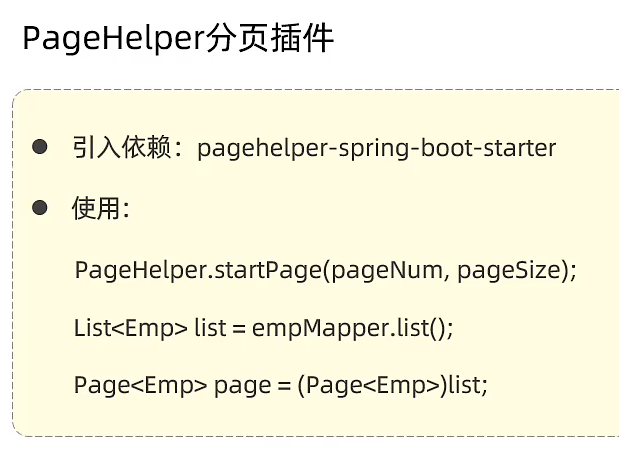 PageHelper分页插件
引入依赖：pagehelper-spring-boot-starter
使用：
PageHelper.startPage(pageNum, pageSize);
List<Emp> list = empMapper.list();
Page<Emp> page = (Page<Emp>)list;